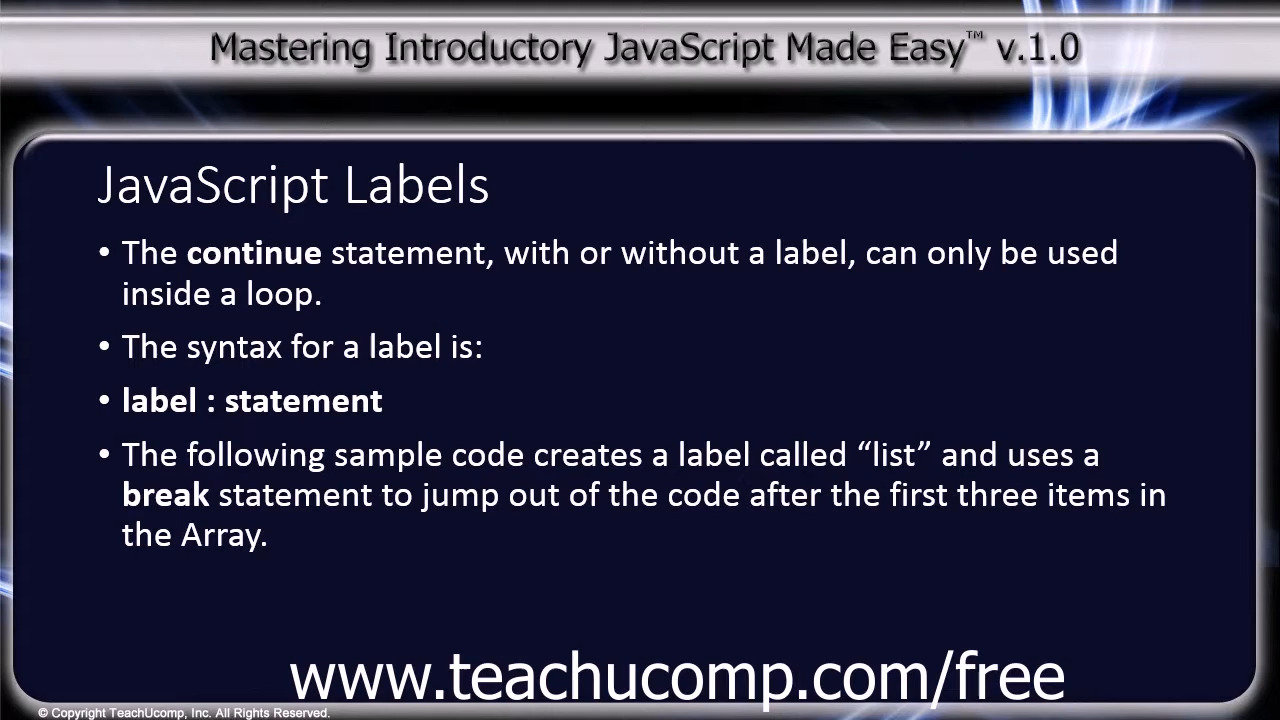 Mastering Introductory JavaScript Made Easy™ v.1.0
JavaScript Labels
• The continue statement, with or without a label, can only be used
inside a loop.
• The syntax for a label is:
• label : statement
• The following sample code creates a label called “list” and uses a
break statement to jump out of the code after the first three items in
the Array.
www.teachucomp.com/free
© Copyright TeachUcomp, Inc. All Rights Reserved.